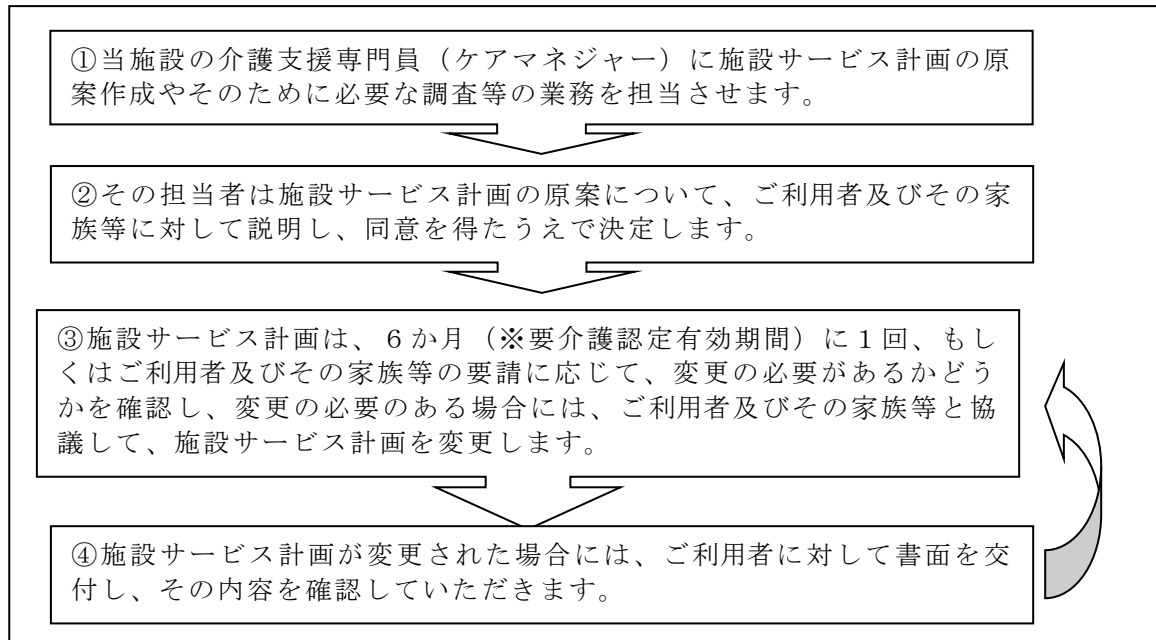 ①当施設の介護支援専門員（ケアマネジャー）に施設サービス計画の原
案作成やそのために必要な調査等の業務を担当させます。
②その担当者は施設サービス計画の原案について、ご利用者及びその家
族等に対して説明し、同意を得たうえで決定します。
③施設サービス計画は、６か月（※要介護認定有効期間）に１回、もし
くはご利用者及びその家族等の要請に応じて、変更の必要があるかどう
かを確認し、変更の必要のある場合には、ご利用者及びその家族等と協
議して、施設サービス計画を変更します。
④施設サービス計画が変更された場合には、ご利用者に対して書面を交
付し、その内容を確認していただきます。